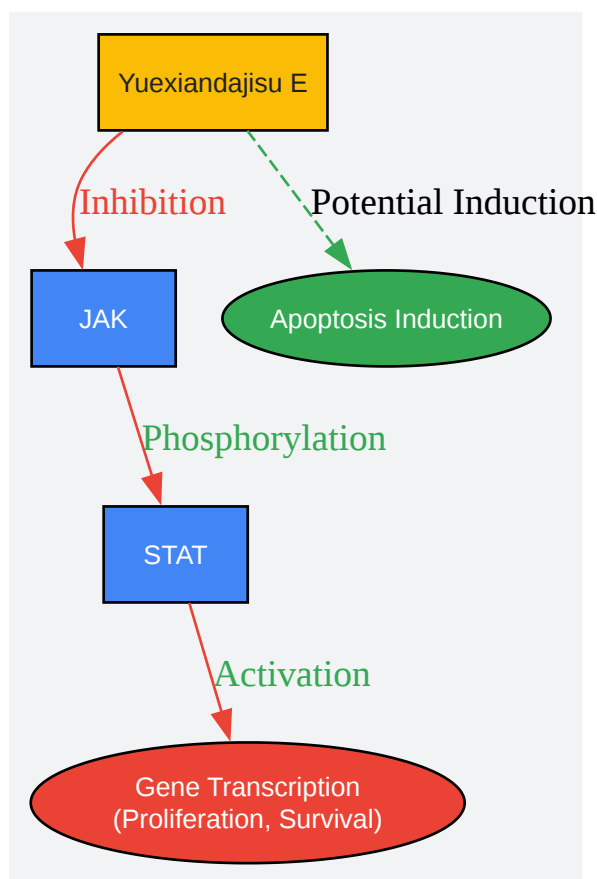 Yuexiandajisu E
Inhibition
Potential Induction
JAK
Apoptosis Induction
Phosphorylation
STAT
Activation
Gene Transcription
(Proliferation, Survival)